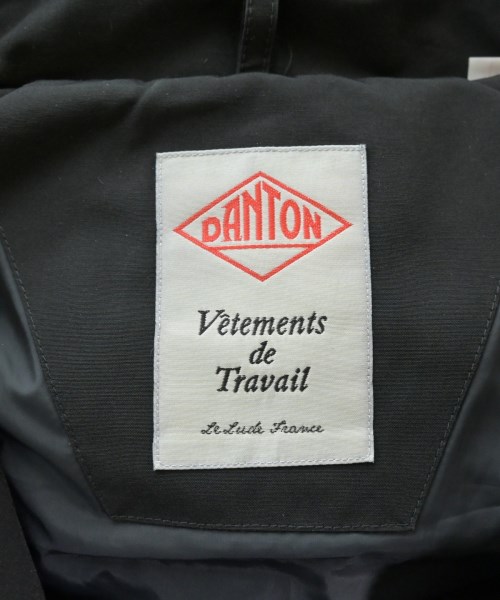 DANTON
Vêtements
de
Travail
Le Lude France